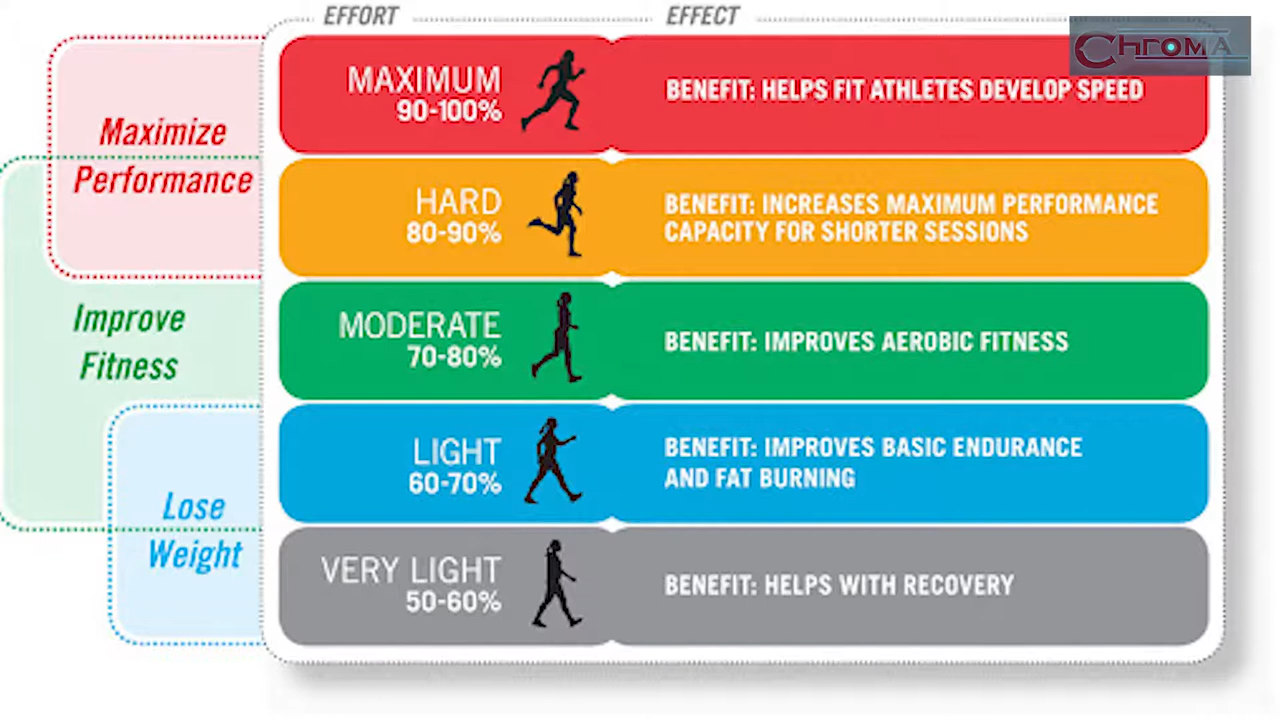 EFFORT
EFFECT
CHROMA
Maximize
Performance
Improve
Fitness
Lose
Weight
MAXIMUM
90-100%
BENEFIT: HELPS FIT ATHLETES DEVELOP SPEED
HARD
80-90%
BENEFIT: INCREASES MAXIMUM PERFORMANCE
CAPACITY FOR SHORTER SESSIONS
MODERATE
70-80%
BENEFIT: IMPROVES AEROBIC FITNESS
LIGHT
60-70%
BENEFIT: IMPROVES BASIC ENDURANCE
AND FAT BURNING
VERY LIGHT
50-60%
BENEFIT: HELPS WITH RECOVERY